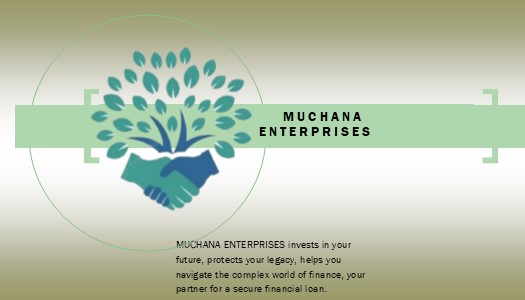 MUCHANA
ENTERPRISES
MUCHANA ENTERPRISES invests in your
future, protects your legacy, helps you
navigate the complex world of finance, your
partner for a secure financial loan.